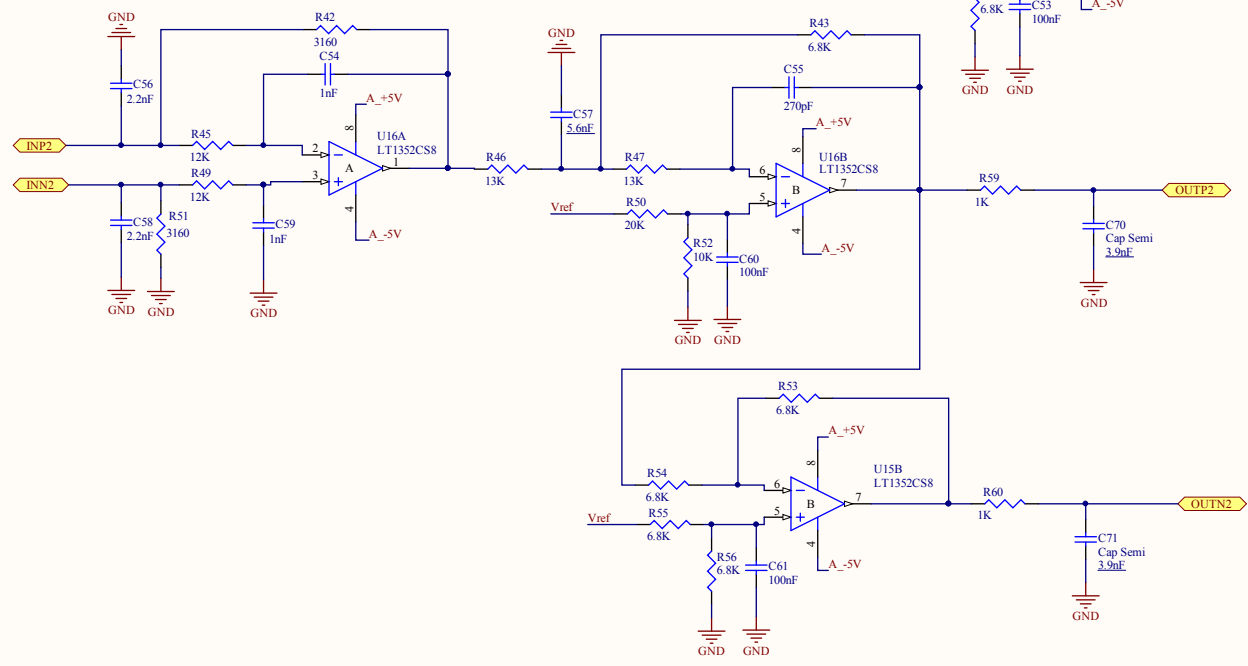 GND
R42
3160
C54
1nF
C56
2.2nF
A_+5V
8
INP2
R45
12K
2
U16A
LT1352CS8
A
1
INN2
R49
12K
3
4
A_-5V
C58
2.2nF
R51
3160
C59
1nF
GND
GND
GND
GND
C57
5.6nF
R43
6.8K
C55
270pF
6.8K
C53
100nF
A_-5V
GND
GND
A_+5V
8
R46
13K
R47
13K
6
U16B
LT1352CS8
B
7
Vref
R50
20K
5
4
A_-5V
R52
10K
C60
100nF
GND
GND
R59
1K
OUTP2
C70
Cap Semi
3.9nF
GND
R53
6.8K
A_+5V
8
R54
6.8K
6
U15B
LT1352CS8
B
7
Vref
R55
6.8K
5
4
A_-5V
R56
6.8K
C61
100nF
GND
GND
R60
1K
OUTN2
C71
Cap Semi
3.9nF
GND